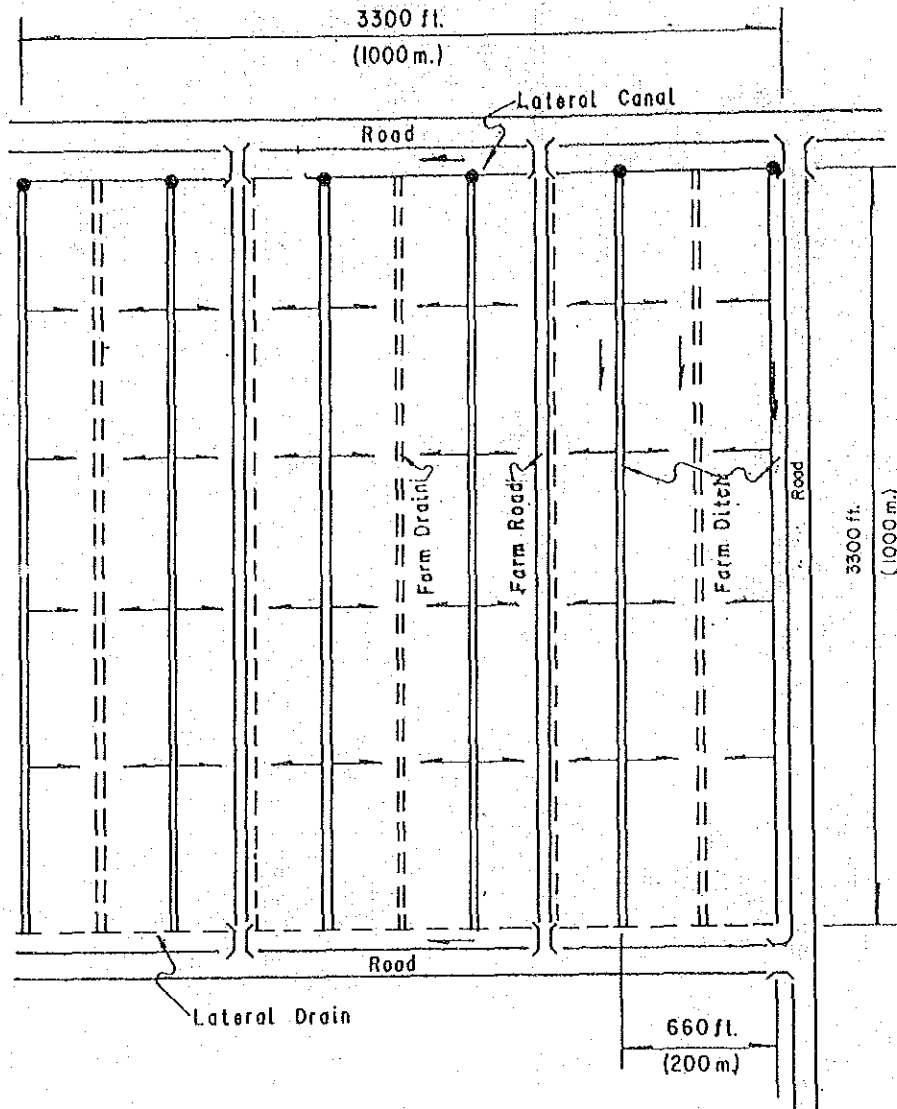 3300 ft.
(1000 m.)
Lateral Canal
Road
Farm Drain
Farm Road
Farm Ditch
Road
3300 ft.
(1000 m.)
Road
Lateral Drain
660 ft.
(200 m.)